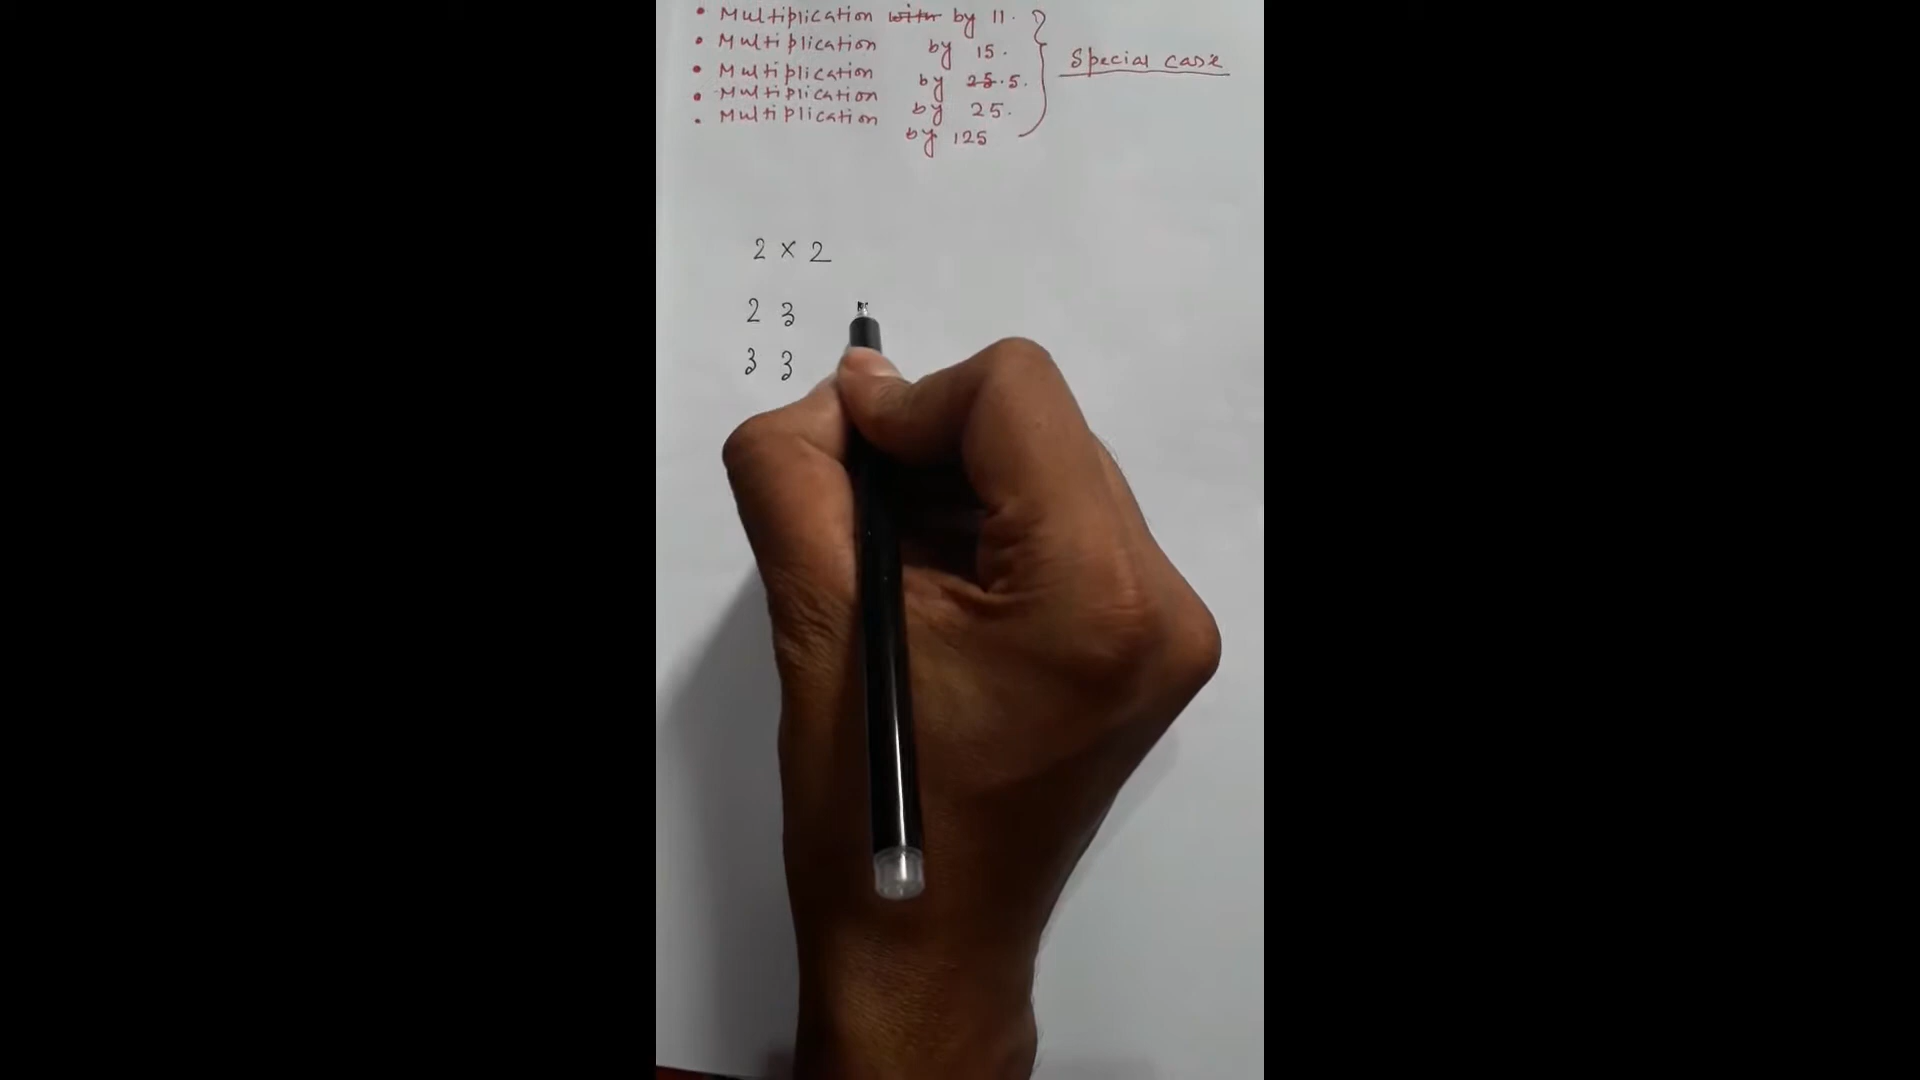 • Multiplication with by 11.
• Multiplication by 15.
• Multiplication by 25. 5.
• Multiplication by 25.
• Multiplication by 125
Special case
2 × 2
2 3
3 3